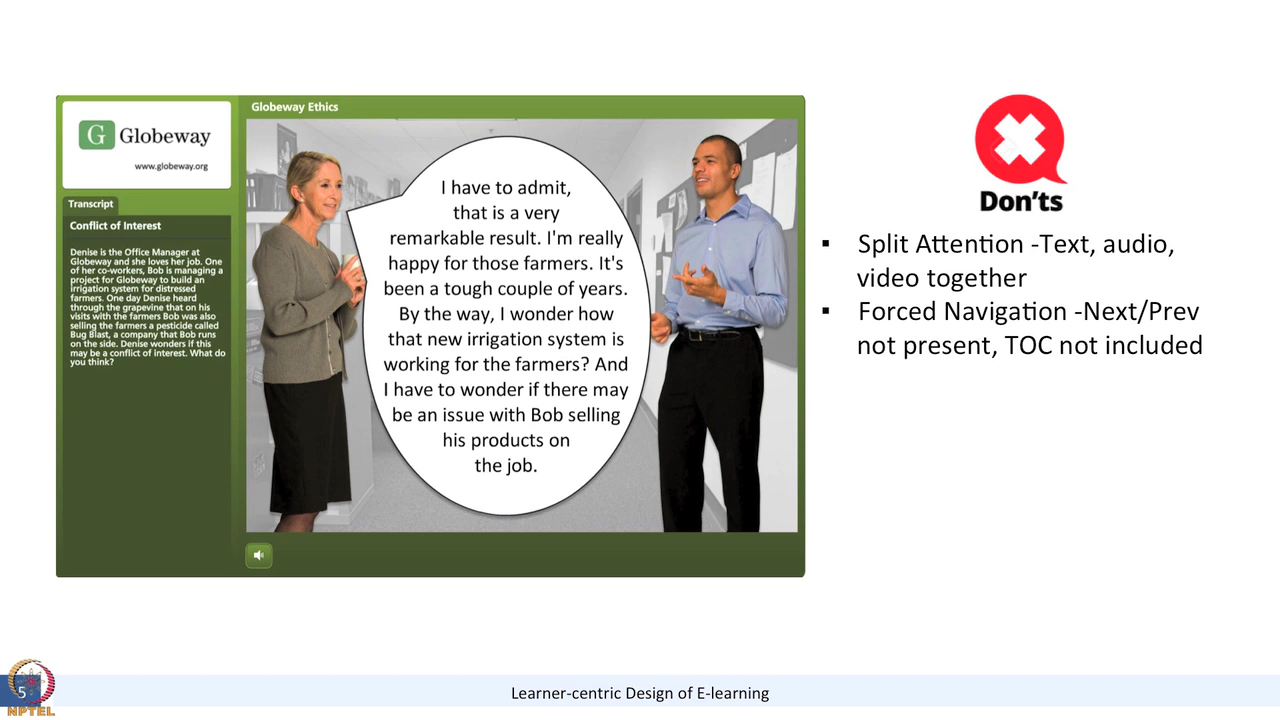 G Globeway
www.globeway.org
Transcript
Conflict of Interest
Denise is the Office Manager at
Globeway and she loves her job. One
of her co-workers, Bob is managing a
project for Globeway to build an
irrigation system for distressed
farmers. One day Denise heard
through the grapevine that on his
visits with the farmers Bob was also
selling the farmers a pesticide called
Bug Blast, a company that Bob runs
on the side. Denise wonders if this
may be a conflict of interest. What do
you think?
Globeway Ethics
I have to admit,
that is a very
remarkable result. I'm really
happy for those farmers. It's
been a tough couple of years.
By the way, I wonder how
that new irrigation system is
working for the farmers? And
I have to wonder if there may
be an issue with Bob selling
his products on
the job.
Don'ts
▪ Split Attention -Text, audio,
video together
▪ Forced Navigation -Next/Prev
not present, TOC not included
5
NPTEL
Learner-centric Design of E-learning